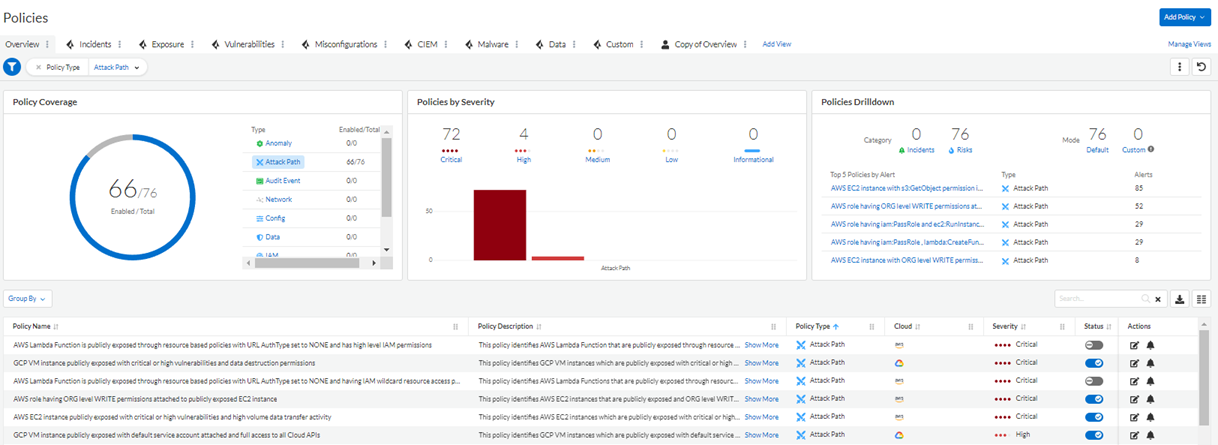 Policies
Add Policy
Overview Incidents Exposure Vulnerabilities Misconfigurations CIEM Malware Data Custom Copy of Overview Add View Manage Views
Policy Type Attack Path
Policy Coverage
66/76
Enabled / Total
Type Enabled/Total
Anomaly 0/0
Attack Path 66/76
Audit Event 0/0
Network 0/0
Config 0/0
Data 0/0
IAM
Policies by Severity
72 4 0 0 0
Critical High Medium Low Informational
50
0
Attack Path
Policies Drilldown
Category 0 Incidents 76 Risks Mode 76 Default 0 Custom
Top 5 Policies by Alert Type Alerts
AWS EC2 instance with s3:GetObject permission i... Attack Path 85
AWS role having ORG level WRITE permissions at... Attack Path 52
AWS role having iam:PassRole and ec2:RunInstanc... Attack Path 29
AWS role having iam:PassRole , lambda:CreateFun... Attack Path 29
AWS EC2 instance with ORG level WRITE permiss... Attack Path 8
Group By Search...
Policy Name Policy Description Policy Type Cloud Severity Status Actions
AWS Lambda Function is publicly exposed through resource based policies with URL AuthType set to NONE and has high level IAM permissions This policy identifies AWS Lambda Function that are publicly exposed through resource ... Show More Attack Path aws Critical
GCP VM instance publicly exposed with critical or high vulnerabilities and data destruction permissions This policy identifies GCP VM instances which are publicly exposed with critical or high... Show More Attack Path Critical
AWS Lambda Function is publicly exposed through resource based policies with URL AuthType set to NONE and having IAM wildcard resource access p... This policy identifies AWS Lambda Functions that are publicly exposed through resourc... Show More Attack Path aws Critical
AWS role having ORG level WRITE permissions attached to publicly exposed EC2 instance This policy identifies AWS EC2 instances that are publicly exposed and ORG level WRIT... Show More Attack Path aws Critical
AWS EC2 instance publicly exposed with critical or high vulnerabilities and high volume data transfer activity This policy identifies AWS EC2 instances which are publicly exposed with critical or hig... Show More Attack Path aws Critical
GCP VM instance publicly exposed with default service account attached and full access to all Cloud APIs This policy identifies GCP VM instances which are publicly exposed with default service ... Show More Attack Path High